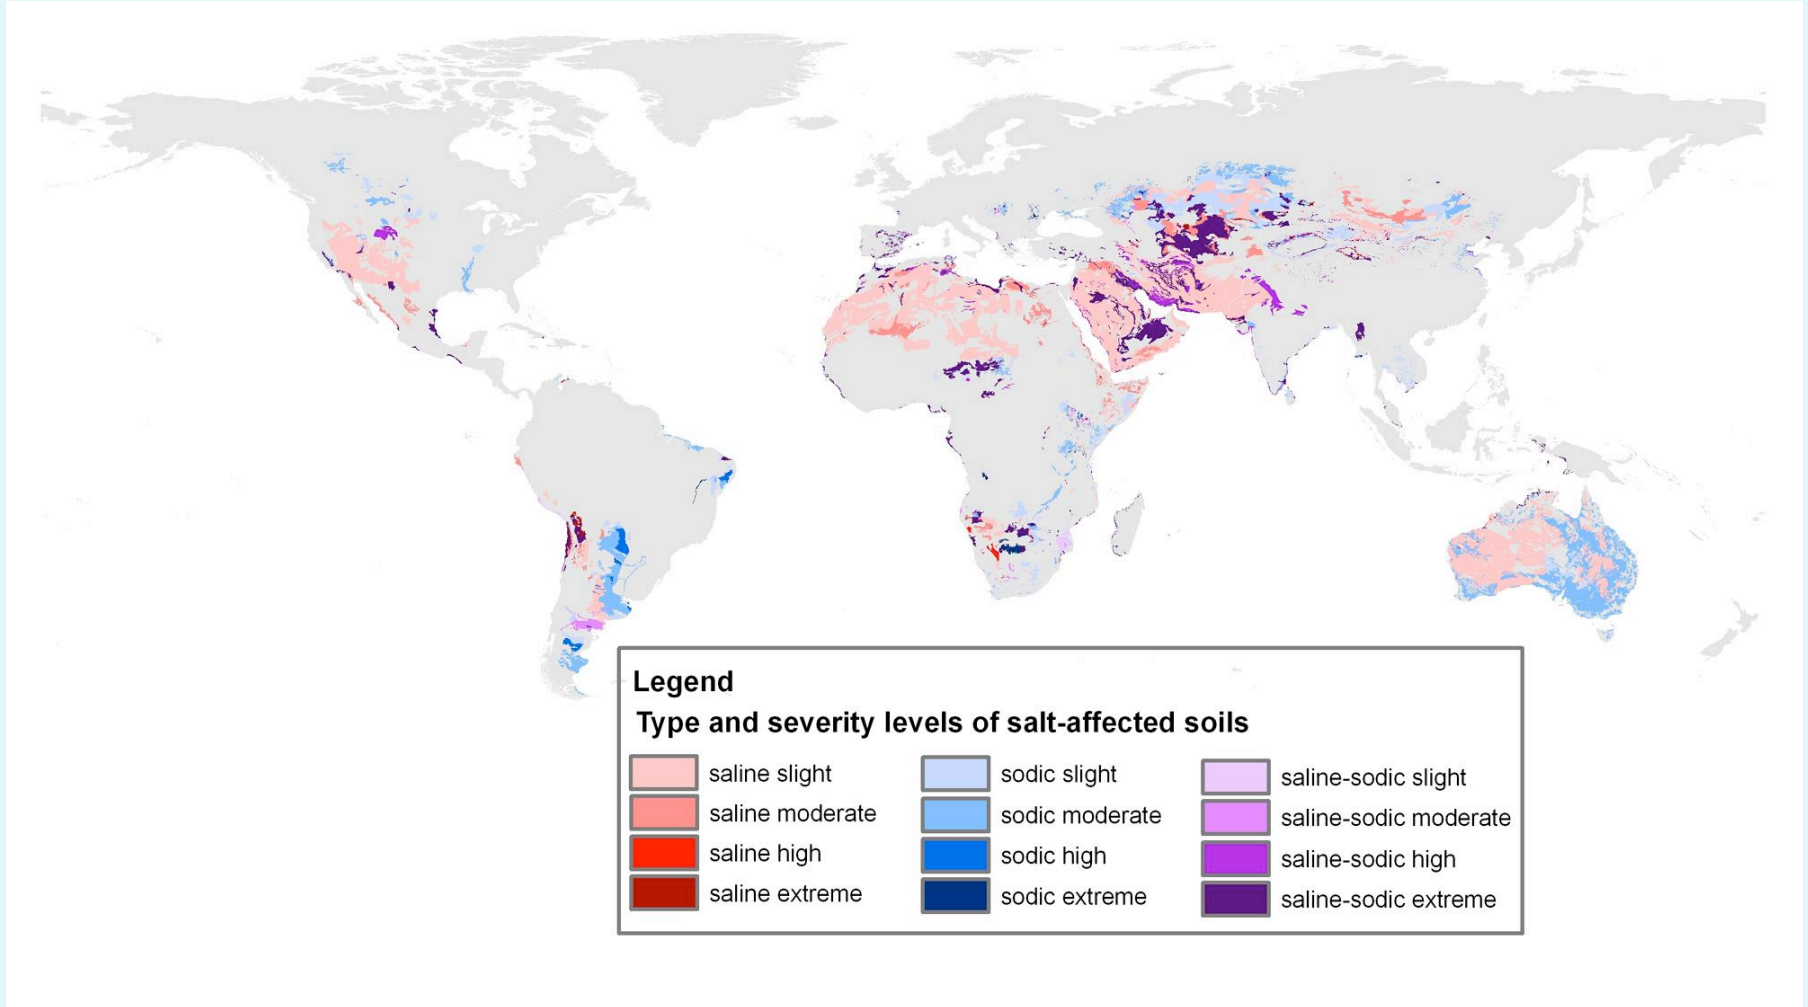 Legend
Type and severity levels of salt-affected soils
saline slight
saline moderate
saline high
saline extreme
sodic slight
sodic moderate
sodic high
sodic extreme
saline-sodic slight
saline-sodic moderate
saline-sodic high
saline-sodic extreme